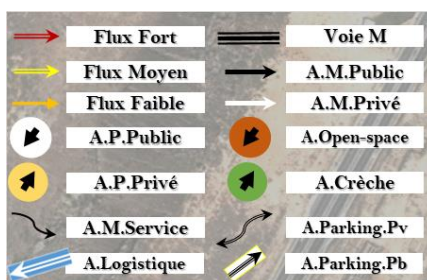 Flux Fort
Voie M
Flux Moyen
A.M.Public
Flux Faible
A.M.Privé
A.P.Public
A.Open-space
A.P.Privé
A.Crèche
A.M.Service
A.Parking.Pv
A.Logistique
A.Parking.Pb